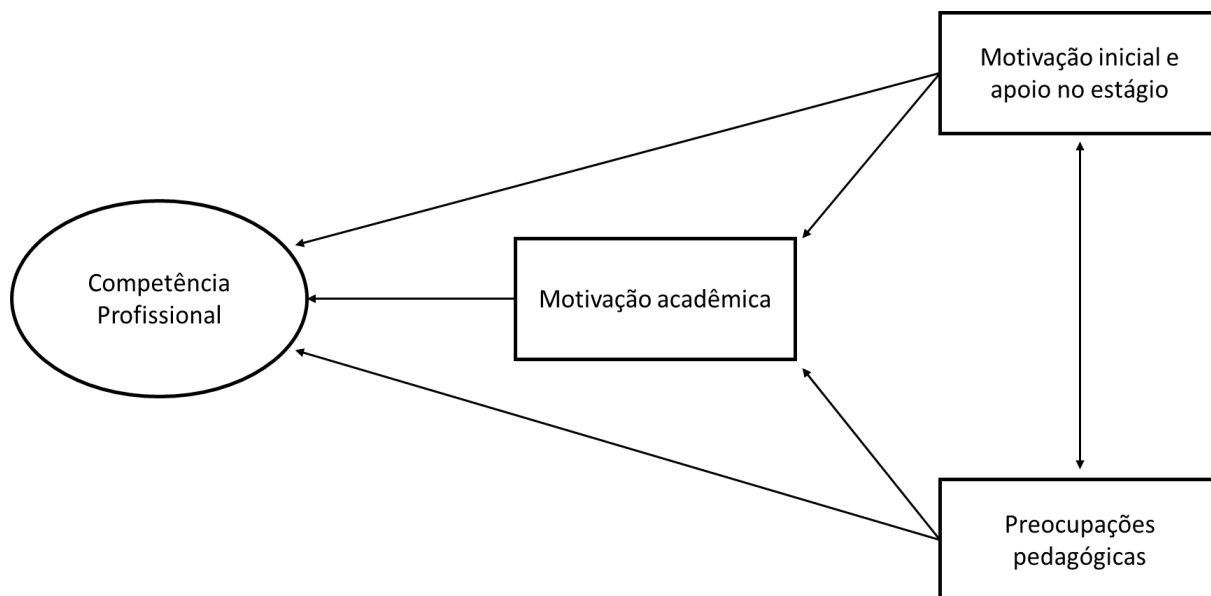 Motivação inicial e
apoio no estágio
Competência
Profissional
Motivação acadêmica
Preocupações
pedagógicas